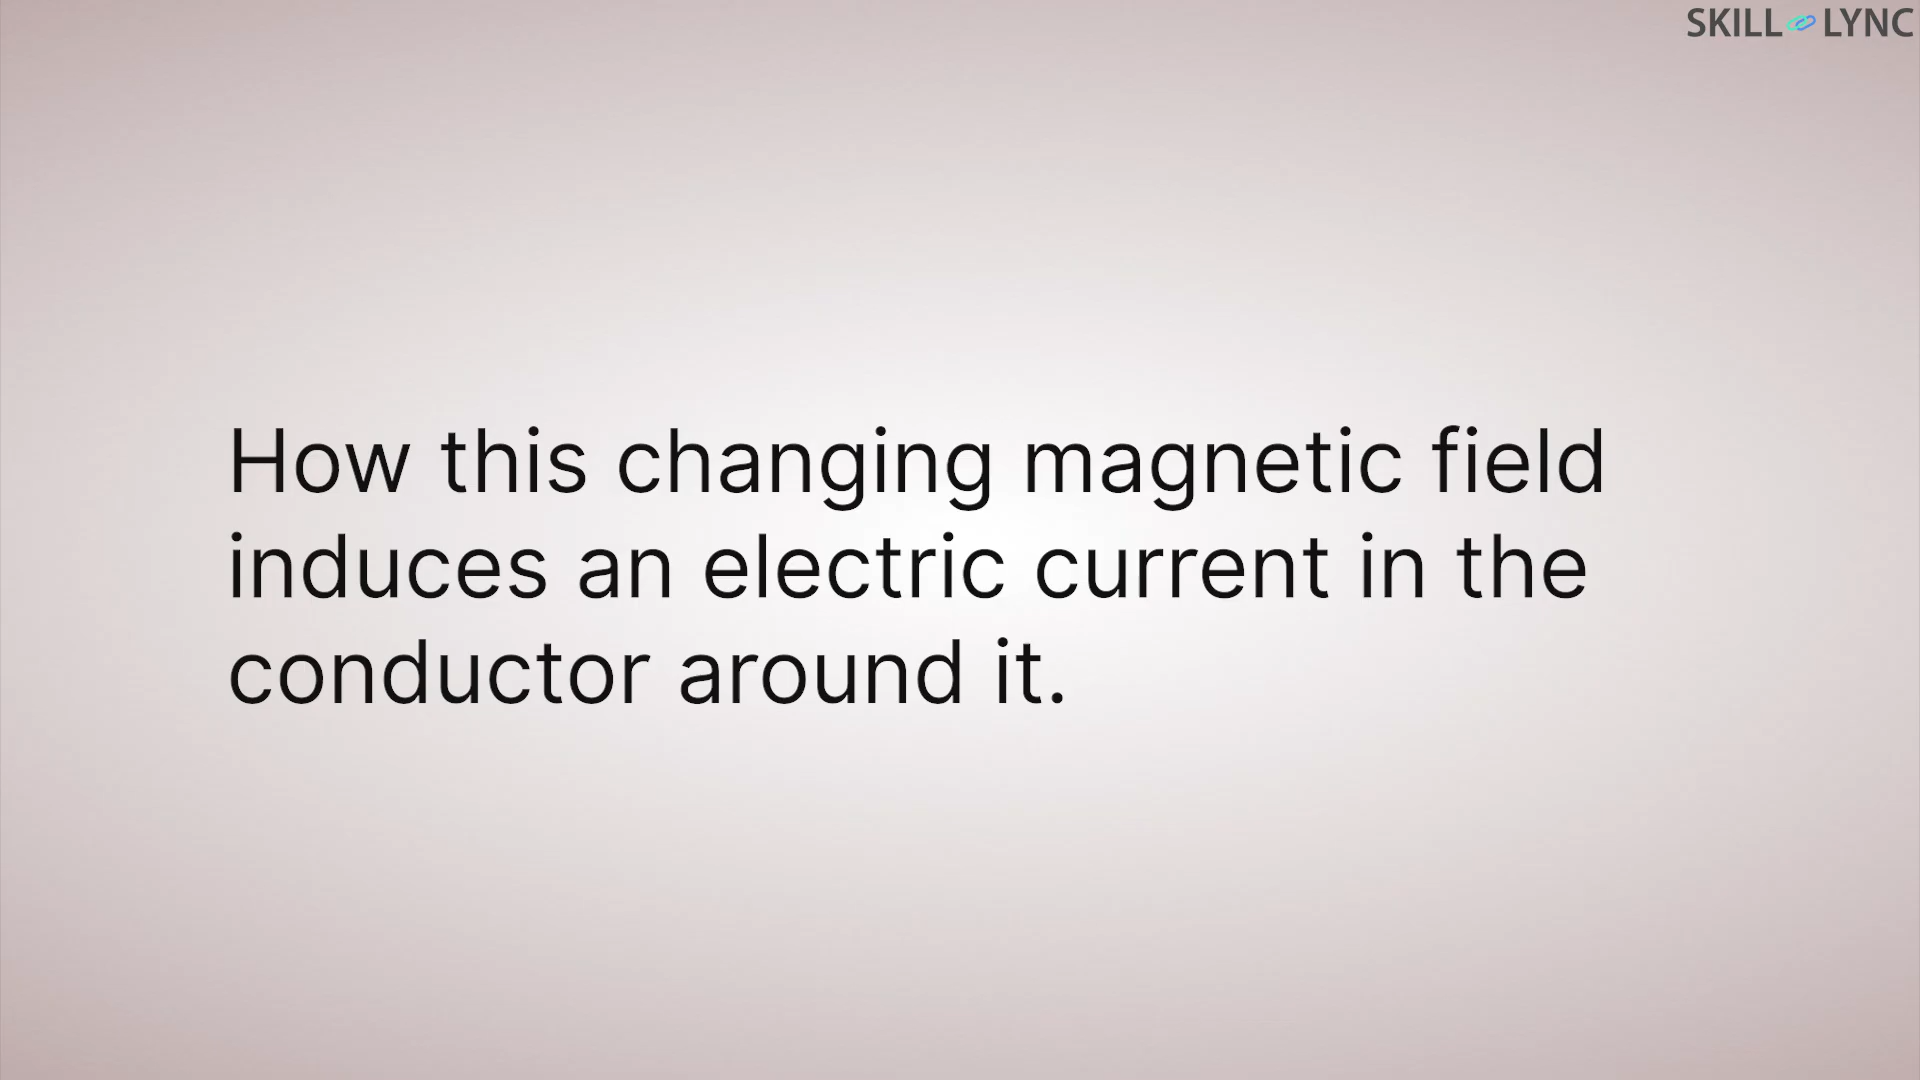 SKILL LYNC
How this changing magnetic field
induces an electric current in the
conductor around it.